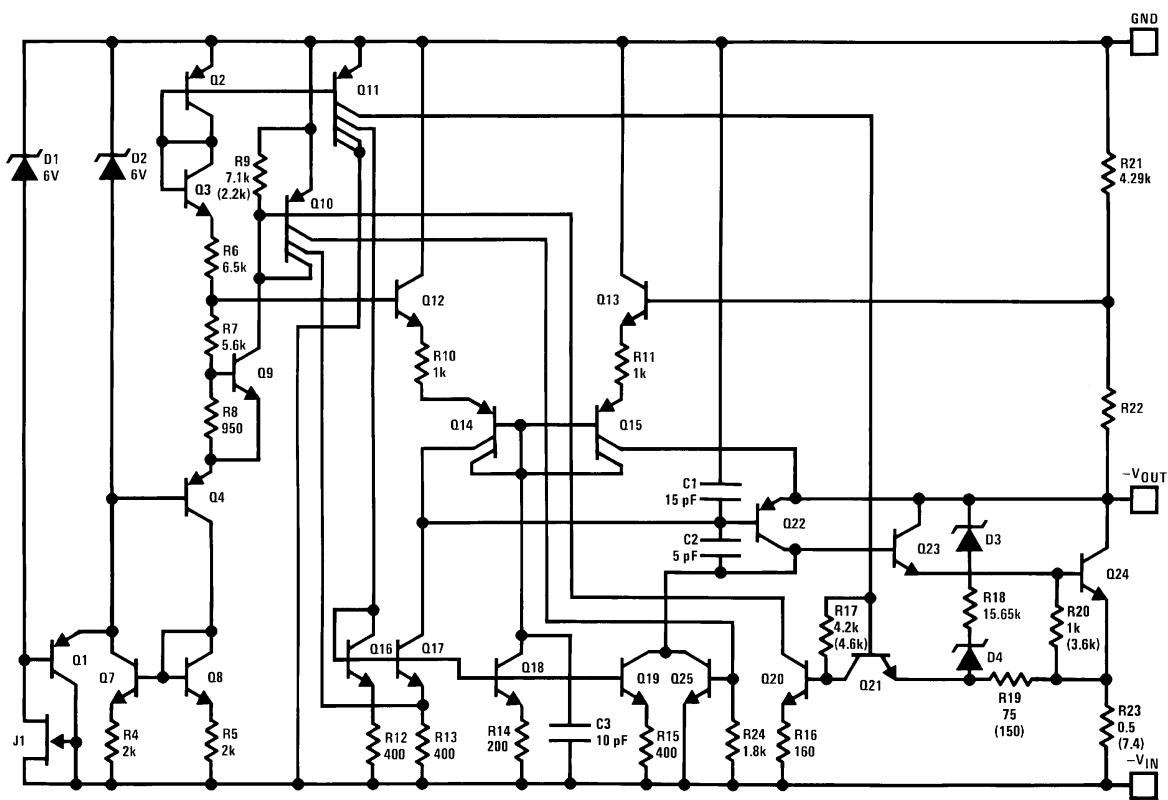 GND
Q2
Q11
D1
6V
D2
6V
R9
7.1k
(2.2k)
R21
4.29k
Q3
Q10
R6
6.5k
Q12
Q13
R7
5.6k
R10
1k
R11
1k
Q9
R8
950
Q14
Q15
R22
Q4
C1
15 pF
-VOUT
Q22
C2
5 pF
Q23
D3
Q24
R18
15.65k
R17
4.2k
(4.6k)
R20
1k
(3.6k)
Q1
Q7
Q8
Q16
Q17
Q18
Q19
Q25
Q20
Q21
D4
R19
75
(150)
J1
R4
2k
R5
2k
R12
400
R13
400
R14
200
C3
10 pF
R15
400
R24
1.8k
R16
160
R23
0.5
(7.4)
-VIN